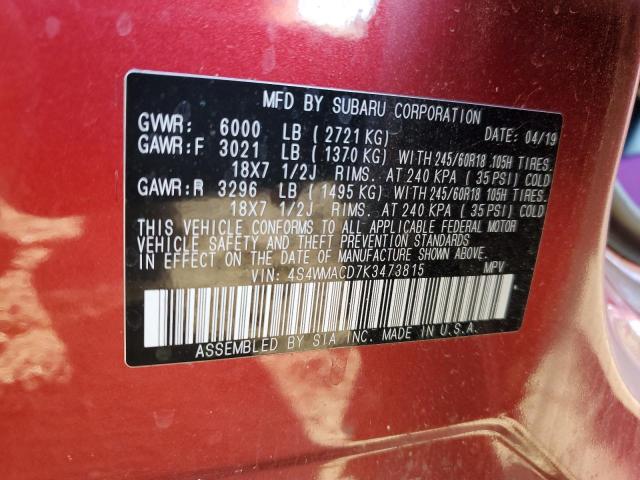 MFD BY SUBARU CORPORATION
GVWR: 6000 LB ( 2721 KG) DATE: 04/19
GAWR:F 3021 LB ( 1370 KG) WITH 245/60R18 .105H TIRES.
18X7 1/2J RIMS. AT 240 KPA ( 35 PSI) COLD
GAWR:R 3296 LB ( 1495 KG) WITH 245/60R18 105H TIRES.
18X7 1/2J RIMS. AT 240 KPA ( 35 PSI) COLD
THIS VEHICLE CONFORMS TO ALL APPLICABLE FEDERAL MOTOR
VEHICLE SAFETY AND THEFT PREVENTION STANDARDS
IN EFFECT ON THE DATE OF MANUFACTURE SHOWN ABOVE.
VIN: 4S4WMACD7K3473815 MPV
ASSEMBLED BY SIA INC. MADE IN U.S.A.